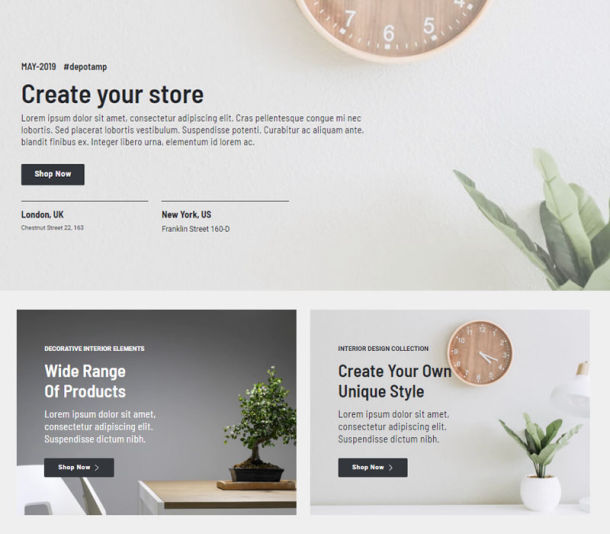 MAY-2019 #depotamp
Create your store
Lorem ipsum dolor sit amet, consectetur adipiscing elit. Cras pellentesque congue mi nec
lobortis. Sed placerat lobortis vestibulum. Suspendisse potenti. Curabitur ac aliquam ante,
blandit finibus ex. Integer libero urna, elementum id lorem ac.
Shop Now
London, UK
Chestnut Street 22, 163
New York, US
Franklin Street 160-D
7 6 5 4
DECORATIVE INTERIOR ELEMENTS
Wide Range
Of Products
Lorem ipsum dolor sit amet,
consectetur adipiscing elit.
Suspendisse dictum nibh.
Shop Now
INTERIOR DESIGN COLLECTION
Create Your Own
Unique Style
Lorem ipsum dolor sit amet,
consectetur adipiscing elit.
Suspendisse dictum nibh.
Shop Now